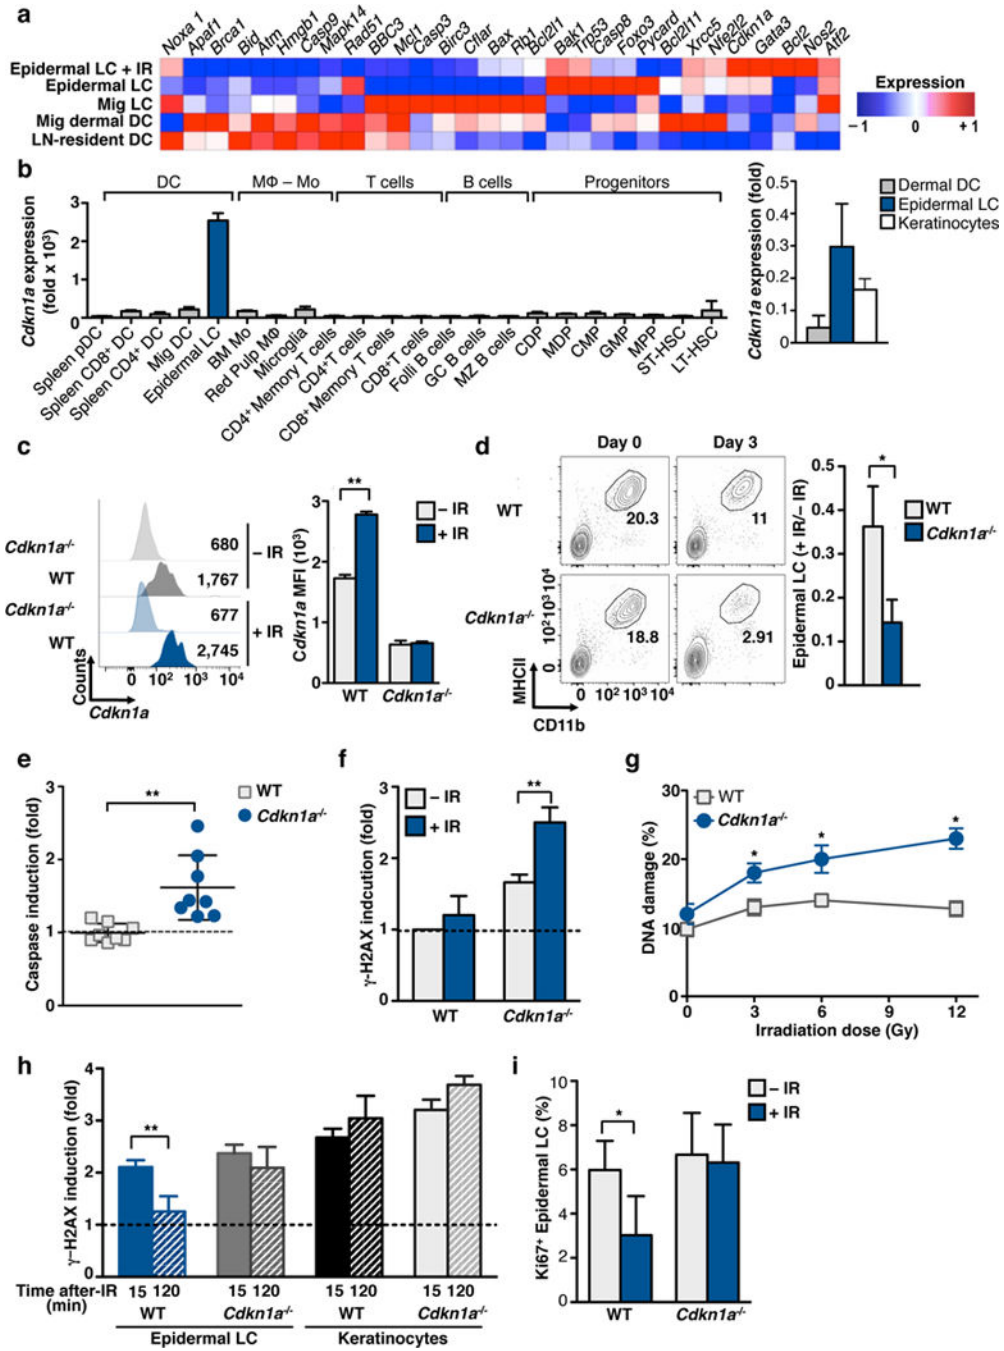 a
Noxa 1 Apaf1 Brca1 Bid Atm Hmgb1 Casp9 Mapk14 Rad51 BBC3 Mcl1 Casp3 Birc3 Cflar Bax Rb1 Bcl2l1 Bak1 Trp53 Casp8 Foxo3 Pycard Bcl2l11 Xrcc5 Nfe2l2 Cdkn1a Gata3 Bcl2 Nos2 Atf2
Epidermal LC + IR
Epidermal LC
Mig LC
Mig dermal DC
LN-resident DC
Expression
−1 0 +1
b
DC MΦ – Mo T cells B cells Progenitors
Cdkn1a expression
(fold x 10³)
3
2
1
0
Spleen pDC
Spleen CD8⁺ DC
Spleen CD4⁺ DC
Mig DC
Epidermal LC
BM Mo
Red Pulp MΦ
Microglia
CD4⁺ Memory T cells
CD4⁺T cells
CD8⁺ Memory T cells
CD8⁺T cells
Folli B cells
GC B cells
MZ B cells
CDP
MDP
CMP
GMP
MPP
ST-HSC
LT-HSC
Cdkn1a expression (fold)
0.5
0.4
0.3
0.2
0.1
0
Dermal DC
Epidermal LC
Keratinocytes
c
Cdkn1a⁻/⁻ 680
WT 1,767
– IR
Cdkn1a⁻/⁻ 677
WT 2,745
+ IR
Counts
0 10² 10³ 10⁴
Cdkn1a
Cdkn1a MFI (10³)
3
2
1
0
**
– IR
+ IR
WT Cdkn1a⁻/⁻
d
Day 0 Day 3
WT
20.3 11
Cdkn1a⁻/⁻
18.8 2.91
0 10² 10³ 10⁴
0 10² 10³ 10⁴ 0 10² 10³ 10⁴
MHCII
CD11b
Epidermal LC (+ IR/– IR)
0.5
0.4
0.3
0.2
0.1
0
*
WT
Cdkn1a⁻/⁻
e
Caspase induction (fold)
3
2
1
0
**
WT
Cdkn1a⁻/⁻
f
γ-H2AX indcution (fold)
3
2
1
0
– IR
+ IR
**
WT Cdkn1a⁻/⁻
g
DNA damage (%)
30
20
10
0
WT
Cdkn1a⁻/⁻
* * *
0 3 6 9 12
Irradiation dose (Gy)
h
γ–H2AX induction (fold)
4
3
2
1
0
**
Time after-IR
(min)
15 120 15 120 15 120 15 120
WT Cdkn1a⁻/⁻ WT Cdkn1a⁻/⁻
Epidermal LC Keratinocytes
i
Ki67⁺ Epidermal LC (%)
10
8
6
4
2
0
*
– IR
+ IR
WT Cdkn1a⁻/⁻